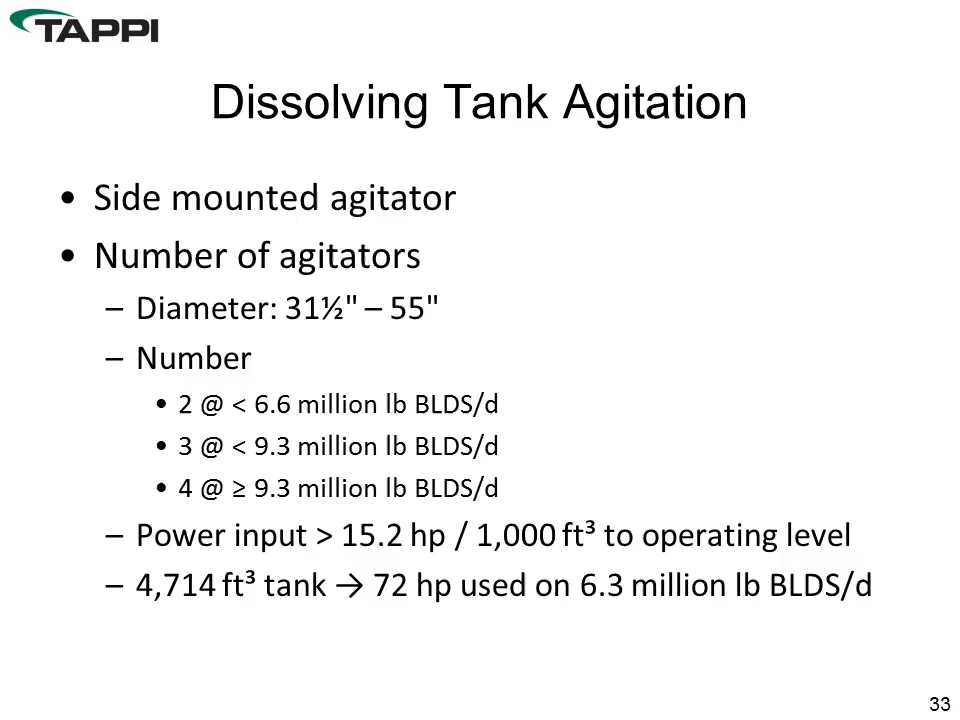 TAPPI
Dissolving Tank Agitation
• Side mounted agitator
• Number of agitators
– Diameter: 31½" – 55"
– Number
• 2 @ < 6.6 million lb BLDS/d
• 3 @ < 9.3 million lb BLDS/d
• 4 @ ≥ 9.3 million lb BLDS/d
– Power input > 15.2 hp / 1,000 ft³ to operating level
– 4,714 ft³ tank → 72 hp used on 6.3 million lb BLDS/d
33